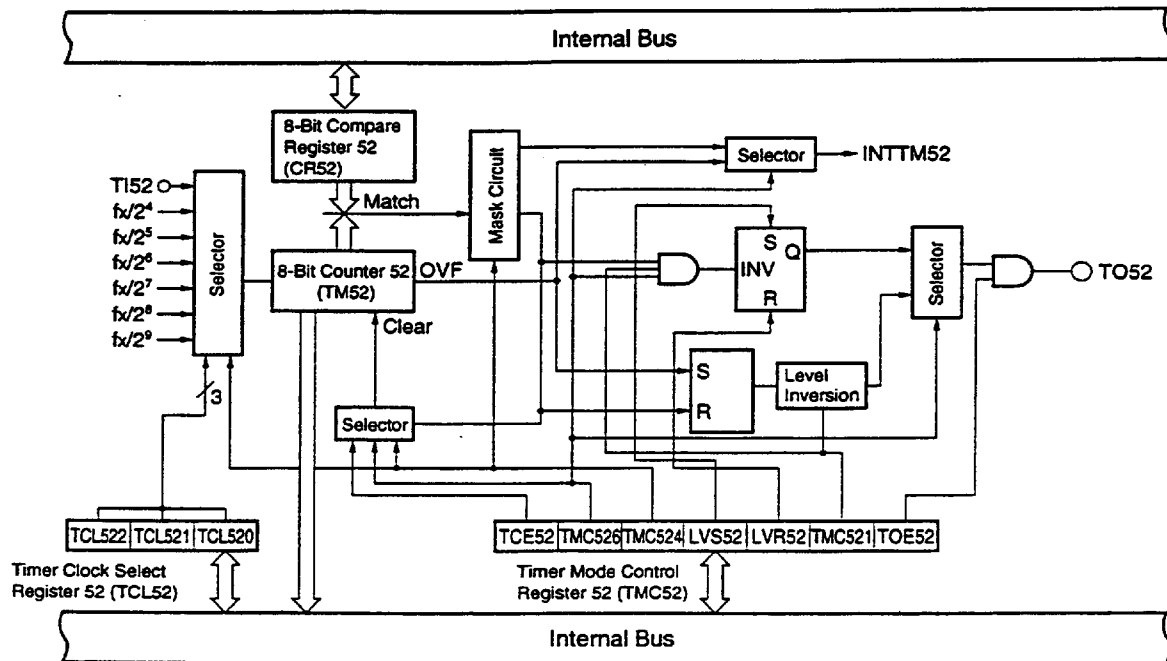 Internal Bus
8-Bit Compare
Register 52
(CR52)
Mask Circuit
Selector
INTTM52
TI52
fx/2⁴
fx/2⁵
fx/2⁶
fx/2⁷
fx/2⁸
fx/2⁹
Selector
Match
8-Bit Counter 52
(TM52)
OVF
Clear
S
INV
Q
R
Selector
TO52
S
R
Level
Inversion
3
Selector
TCL522
TCL521
TCL520
TCE52
TMC526
TMC524
LVS52
LVR52
TMC521
TOE52
Timer Clock Select
Register 52 (TCL52)
Timer Mode Control
Register 52 (TMC52)
Internal Bus